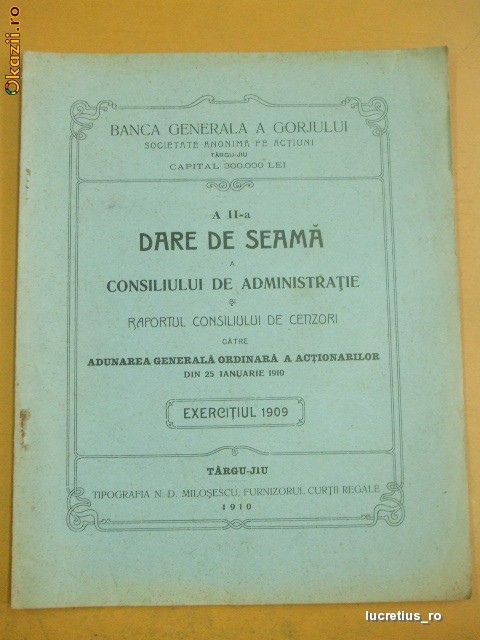 Okazii.ro
BANCA GENERALA A GORJULUI
SOCIETATE ANONIMA PE ACȚIUNI
TÂRGU-JIU
CAPITAL 300.000 LEI
A II-a
DARE DE SEAMĂ
A
CONSILIULUI DE ADMINISTRAȚIE
ȘI
RAPORTUL CONSILIULUI DE CENZORI
CĂTRE
ADUNAREA GENERALĂ ORDINARĂ A ACȚIONARILOR
DIN 25 IANUARIE 1910
EXERCIȚIUL 1909
TÂRGU-JIU
TIPOGRAFIA N. D. MILOȘESCU, FURNIZORUL CURȚII REGALE
1910
lucretius_ro